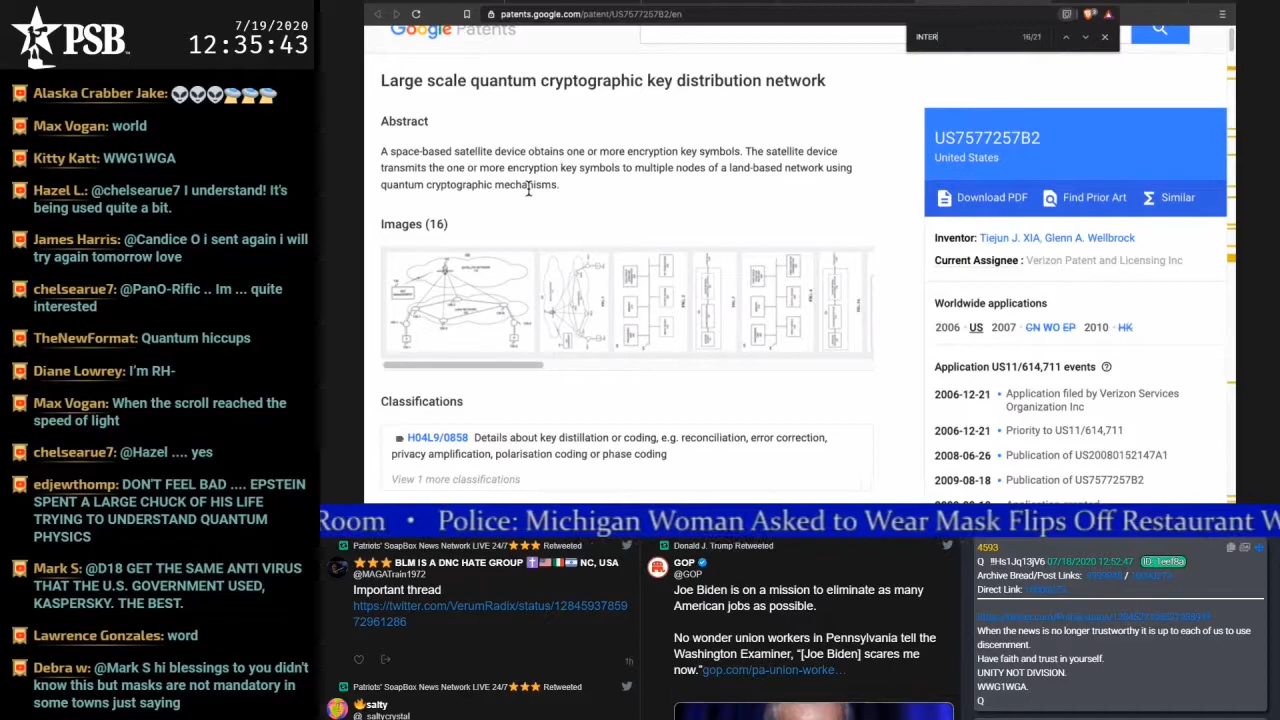 PSB
7/19/2020
12:35:43
Alaska Crabber Jake: 👽👽👽
Max Vogan: world
Kitty Katt: WWG1WGA
Hazel L.: @chelsearue7 I understand! It's
being used quite a bit.
James Harris: @Candice O i sent again i will
try again tomorrow love
chelsearue7: @PanO-Rific .. Im ... quite
interested
TheNewFormat: Quantum hiccups
Diane Lowrey: I'm RH-
Max Vogan: When the scroll reached the
speed of light
chelsearue7: @Hazel .... yes
edjewthomp: DON'T FEEL BAD .... EPSTEIN
SPENT A LARGE CHUCK OF HIS LIFE
TRYING TO UNDERSTAND QUANTUM
PHYSICS
Mark S: @D18 GET THE SAME ANTI VIRUS
THAT THE U.S. GOVERNMENT USED,
KASPERSKY. THE BEST.
Lawrence Gonzales: word
Debra w: @Mark S hi blessings to you didn't
know this but masks are not mandatory in
some towns just saying
patents.google.com/patent/US7577257B2/en
INTER
16/21
Google Patents
Large scale quantum cryptographic key distribution network
Abstract
A space-based satellite device obtains one or more encryption key symbols. The satellite device
transmits the one or more encryption key symbols to multiple nodes of a land-based network using
quantum cryptographic mechanisms.
Images (16)
Classifications
H04L9/0858 Details about key distillation or coding, e.g. reconciliation, error correction,
privacy amplification, polarisation coding or phase coding
View 1 more classifications
US7577257B2
United States
Download PDF
Find Prior Art
Σ Similar
Inventor: Tiejun J. XIA, Glenn A. Wellbrock
Current Assignee : Verizon Patent and Licensing Inc
Worldwide applications
2006 · US 2007 · CN WO EP 2010 · HK
Application US11/614,711 events
2006-12-21 • Application filed by Verizon Services
Organization Inc
2006-12-21 • Priority to US11/614,711
2008-06-26 • Publication of US20080152147A1
2009-08-18 • Publication of US7577257B2
Room • Police: Michigan Woman Asked to Wear Mask Flips Off Restaurant W
Patriots' SoapBox News Network LIVE 24/7⭐⭐⭐ Retweeted
⭐⭐⭐ BLM IS A DNC HATE GROUP ✝️🇺🇸🇮🇹🇮🇱 NC, USA
@MAGATrain1972
Important thread
https://twitter.com/VerumRadix/status/12845937859
72961286
1h
Patriots' SoapBox News Network LIVE 24/7⭐⭐⭐ Retweeted
🔥salty
@_saltycrystal
Donald J. Trump Retweeted
GOP
@GOP
Joe Biden is on a mission to eliminate as many
American jobs as possible.
No wonder union workers in Pennsylvania tell the
Washington Examiner, "[Joe Biden] scares me
now."gop.com/pa-union-worke…
4593
Q !!Hs1Jq13jV6 07/18/2020 12:52:47
Archive Bread/Post Links:
Direct Link:
When the news is no longer trustworthy it is up to each of us to use
discernment.
Have faith and trust in yourself.
UNITY NOT DIVISION.
WWG1WGA.
Q